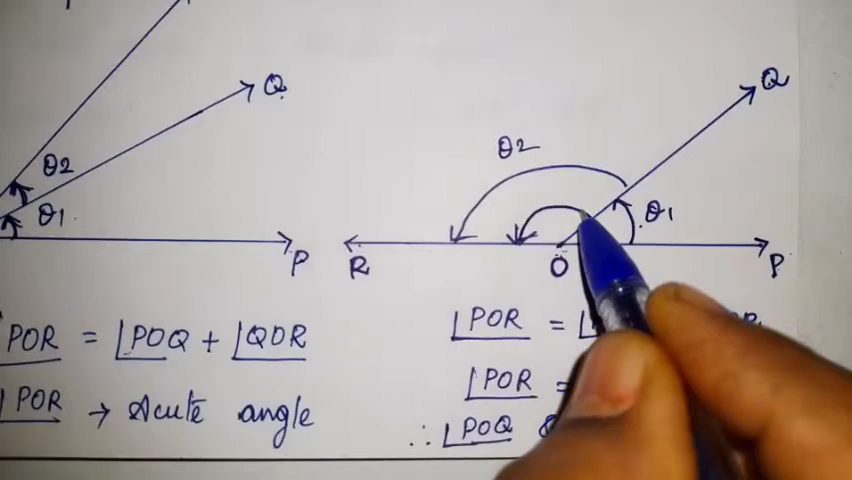 Q
θ2
θ1
P
∠POR = ∠POQ + ∠QOR
∠POR → Acute angle
Q
θ2
θ1
R
O
P
∠POR =
∠POR =
∴ ∠POQ